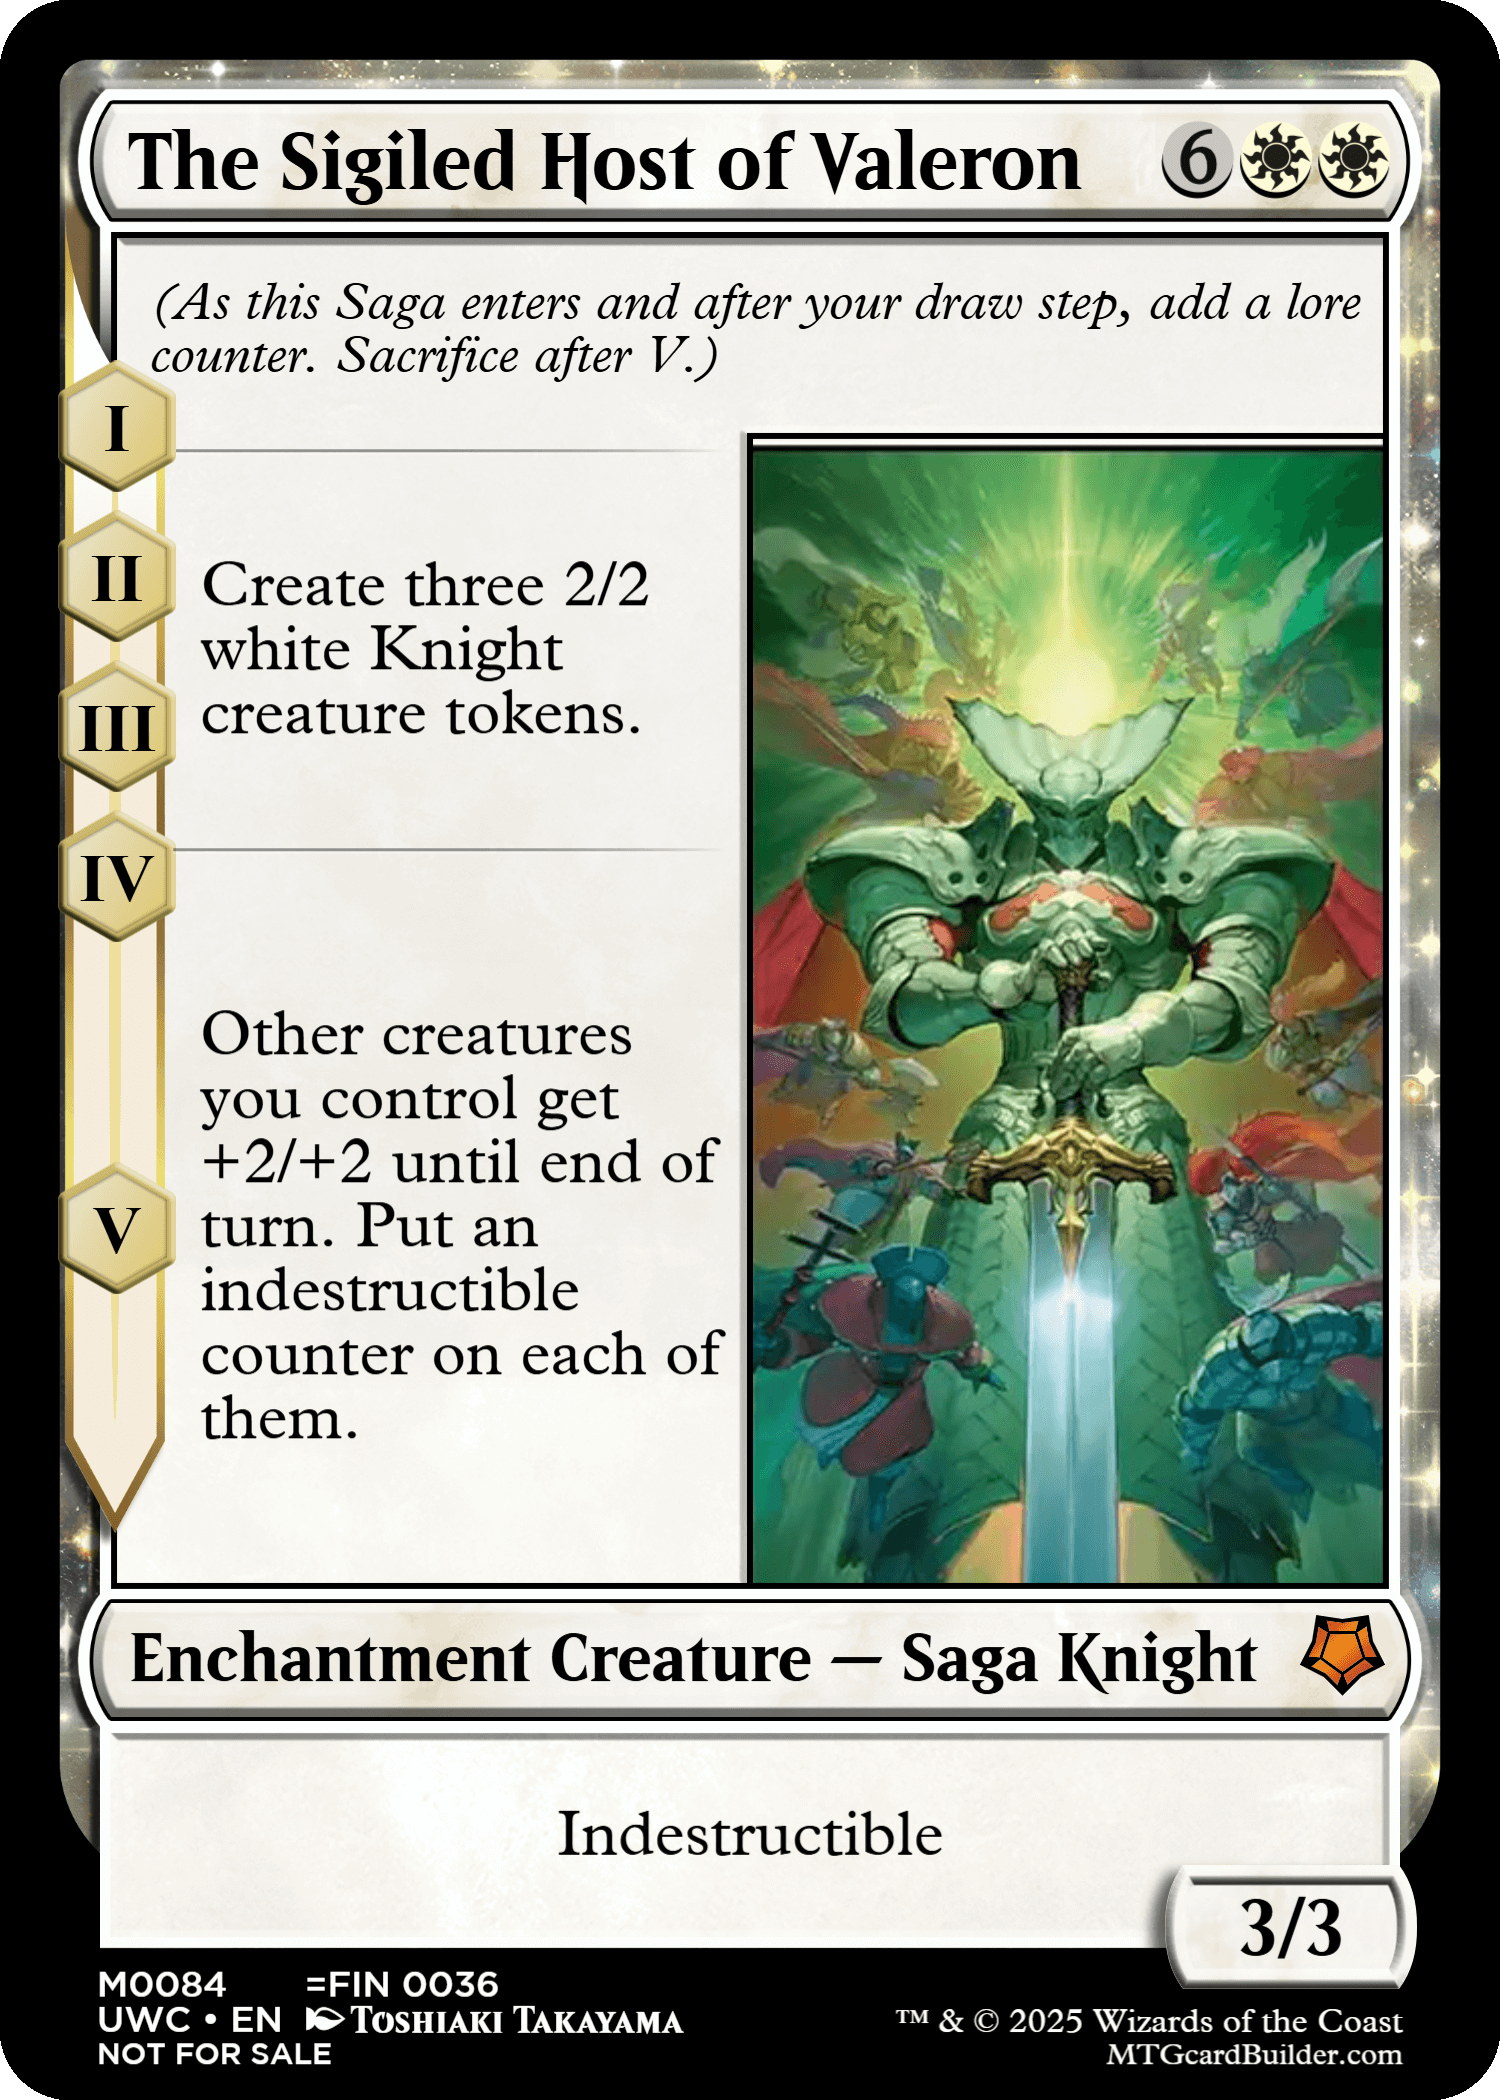 The Sigiled Host of Valeron 6
(As this Saga enters and after your draw step, add a lore
counter. Sacrifice after V.)
I
II
III
Create three 2/2
white Knight
creature tokens.
IV
V
Other creatures
you control get
+2/+2 until end of
turn. Put an
indestructible
counter on each of
them.
Enchantment Creature — Saga Knight
Indestructible
3/3
M0084 =FIN 0036
UWC • EN TOSHIAKI TAKAYAMA
NOT FOR SALE
™ & © 2025 Wizards of the Coast
MTGcardBuilder.com